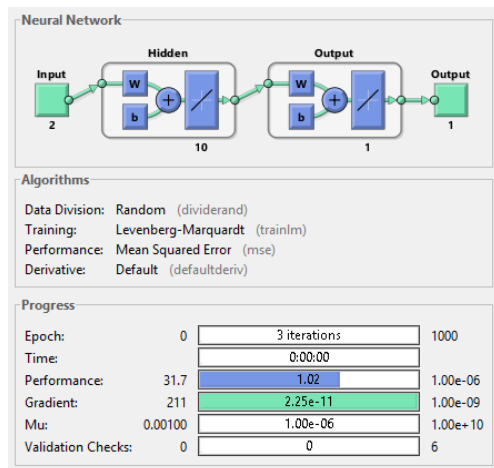 Neural Network
Hidden Output
Input Output
W W
+ +
b b
2 1
10 1
Algorithms
Data Division: Random (dividerand)
Training: Levenberg-Marquardt (trainlm)
Performance: Mean Squared Error (mse)
Derivative: Default (defaultderiv)
Progress
Epoch: 0 3 iterations 1000
Time: 0:00:00
Performance: 31.7 1.02 1.00e-06
Gradient: 211 2.25e-11 1.00e-09
Mu: 0.00100 1.00e-06 1.00e+10
Validation Checks: 0 0 6